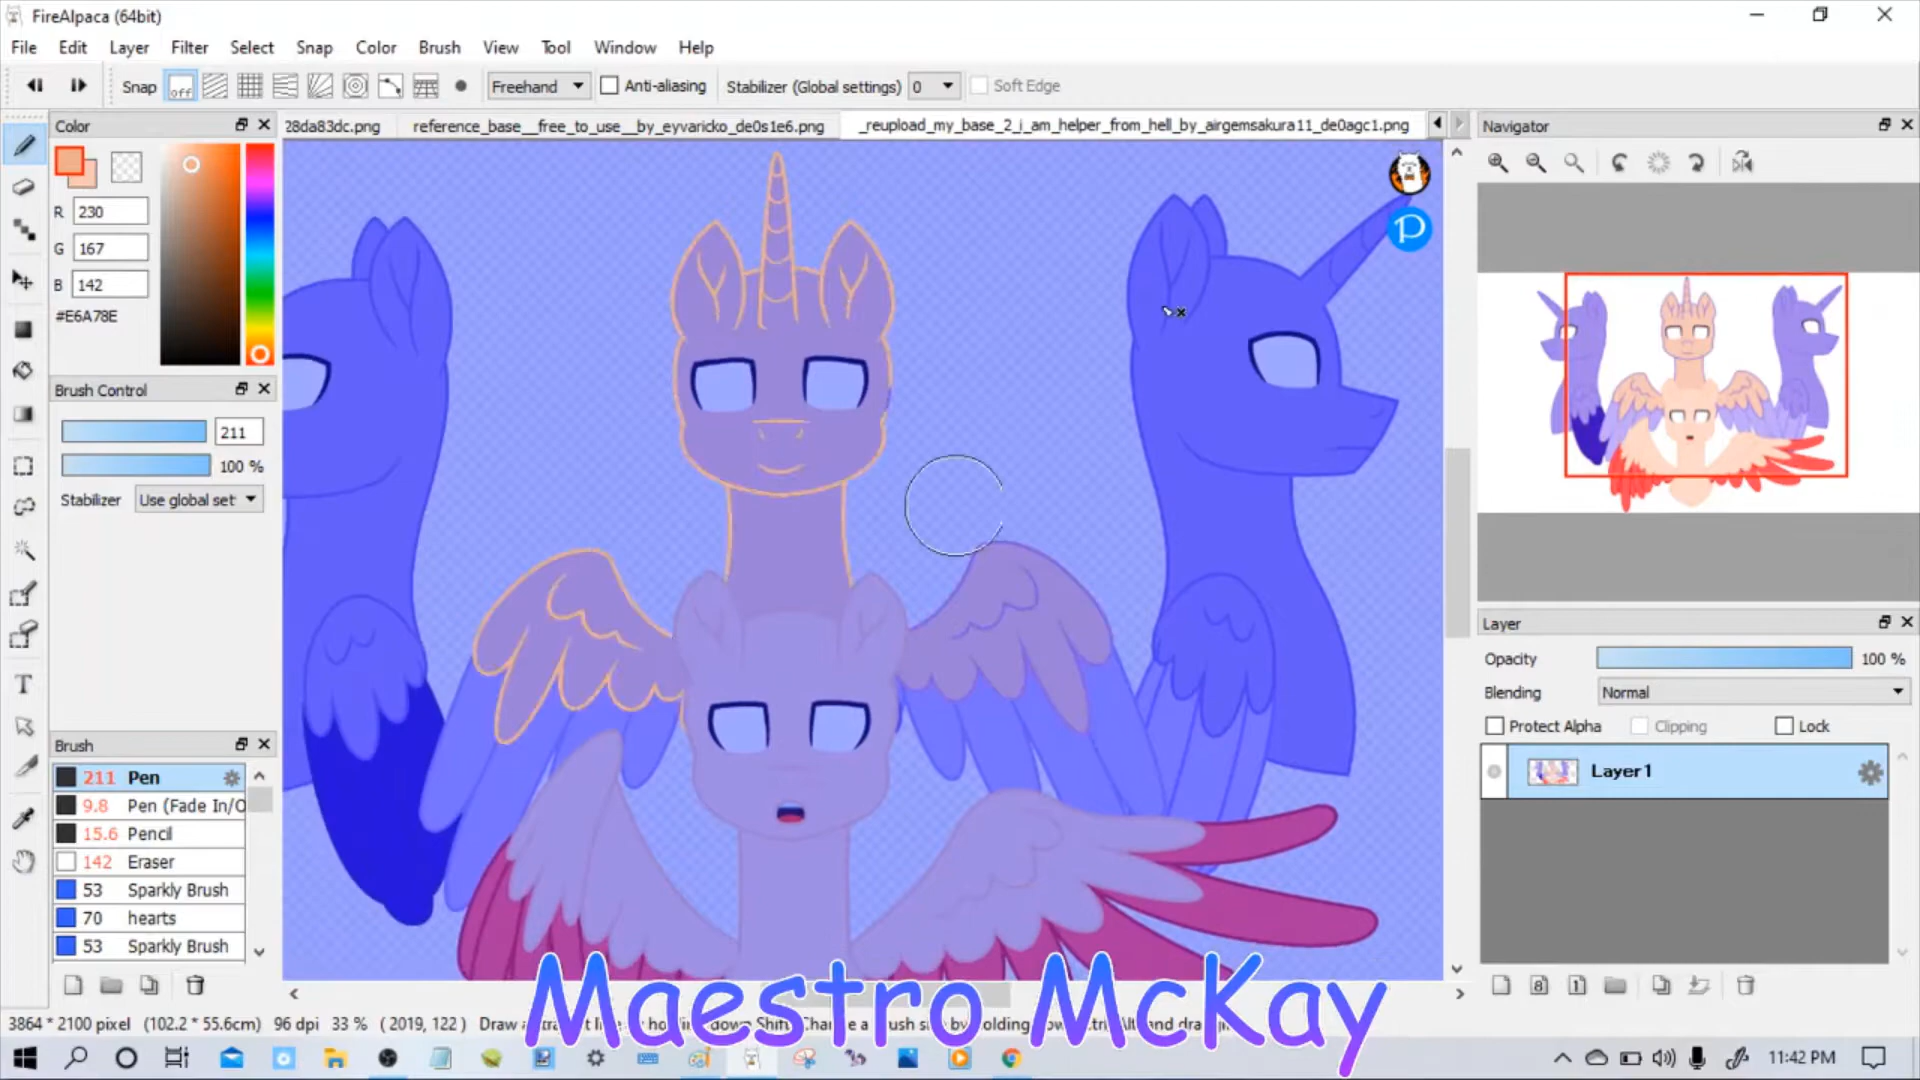 FireAlpaca (64bit)
File Edit Layer Filter Select Snap Color Brush View Tool Window Help
Snap off Freehand Anti-aliasing Stabilizer (Global settings) 0 Soft Edge
Color
28da83dc.png reference_base__free_to_use__by_eyvaricko_de0s1e6.png _reupload_my_base_2_i_am_helper_from_hell_by_airgemsakura11_de0agc1.png
Navigator
R 230
G 167
B 142
#E6A78E
Brush Control
211
100 %
Stabilizer Use global set
Brush
211 Pen
9.8 Pen (Fade In/O
15.6 Pencil
142 Eraser
53 Sparkly Brush
70 hearts
53 Sparkly Brush
P
Layer
Opacity 100 %
Blending Normal
Protect Alpha Clipping Lock
Layer1
8 1
Maestro McKay
3864 * 2100 pixel (102.2 * 55.6cm) 96 dpi 33 % ( 2019, 122 )
T
11:42 PM